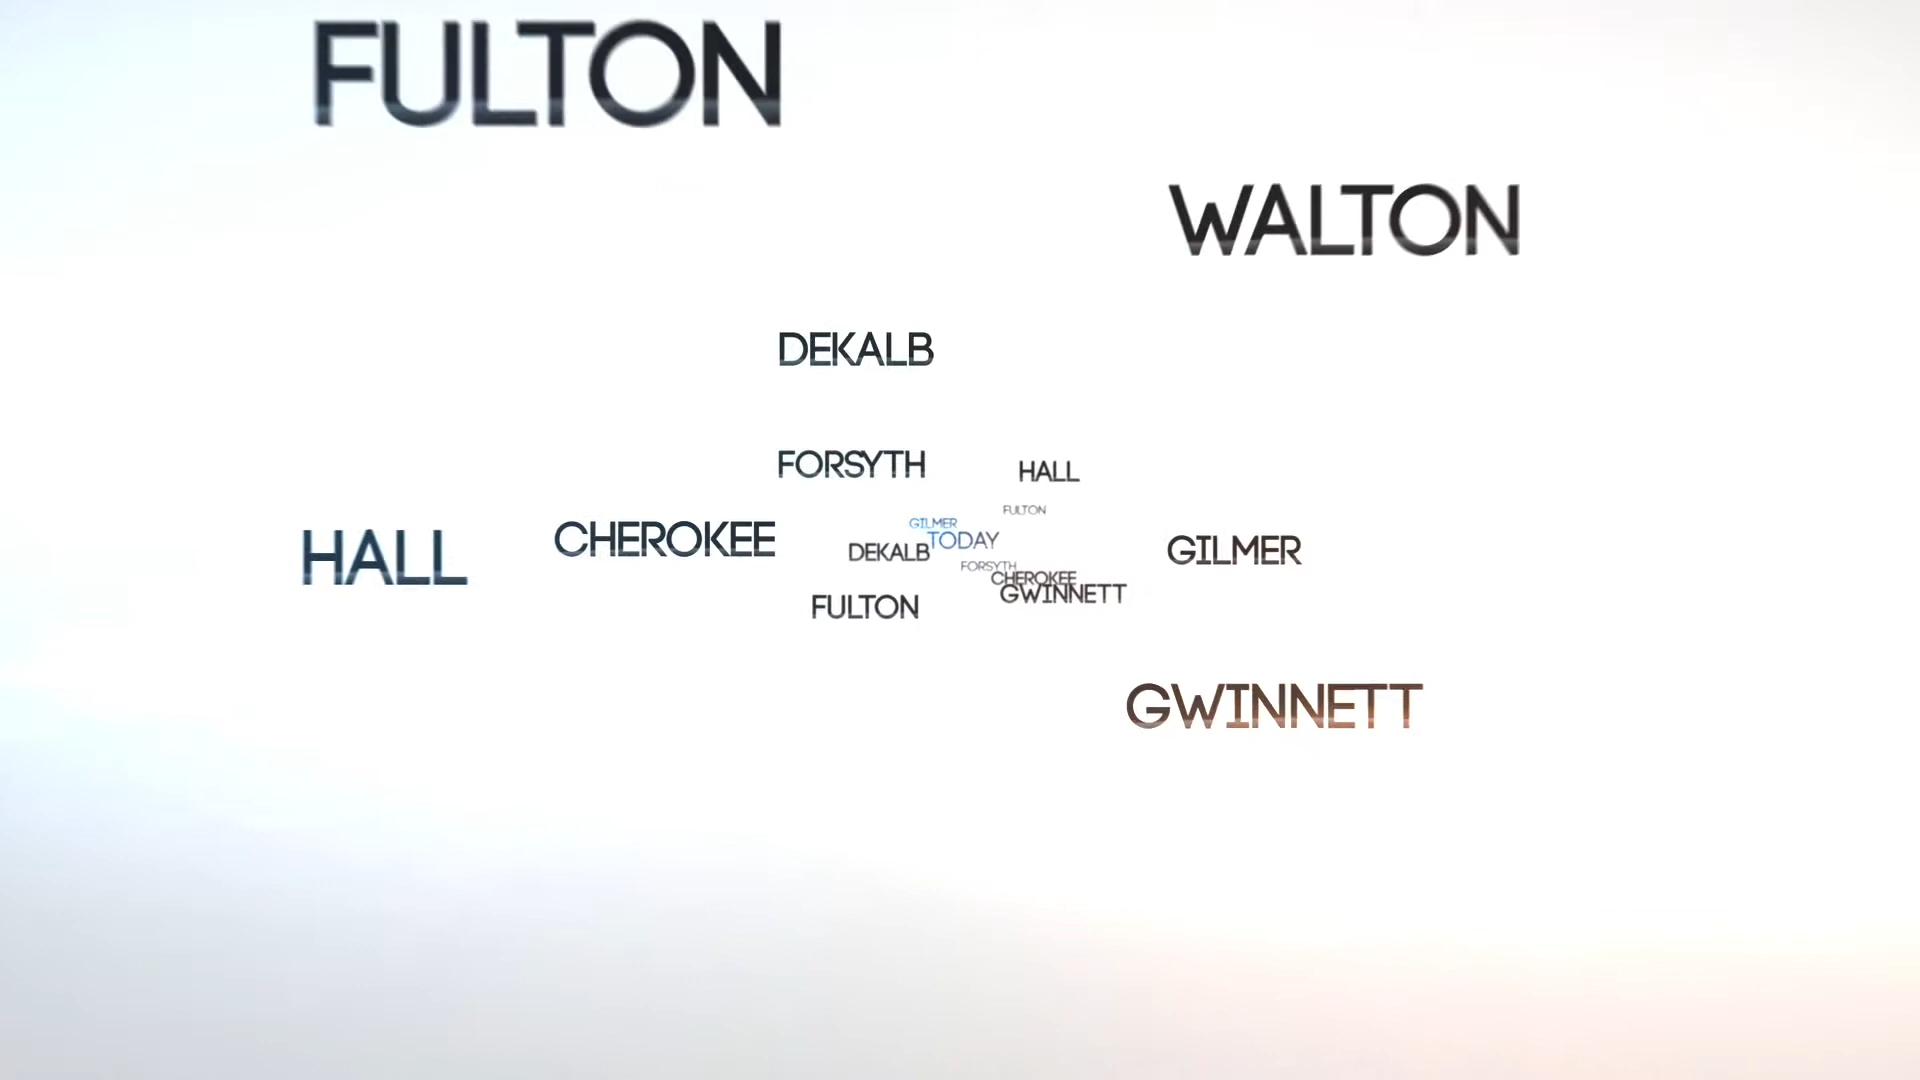 FULTON
WALTON
DEKALB
FORSYTH
HALL
FULTON
GILMER
TODAY
HALL
CHEROKEE
DEKALB
GILMER
FORSYTH
CHEROKEE
GWINNETT
FULTON
GWINNETT